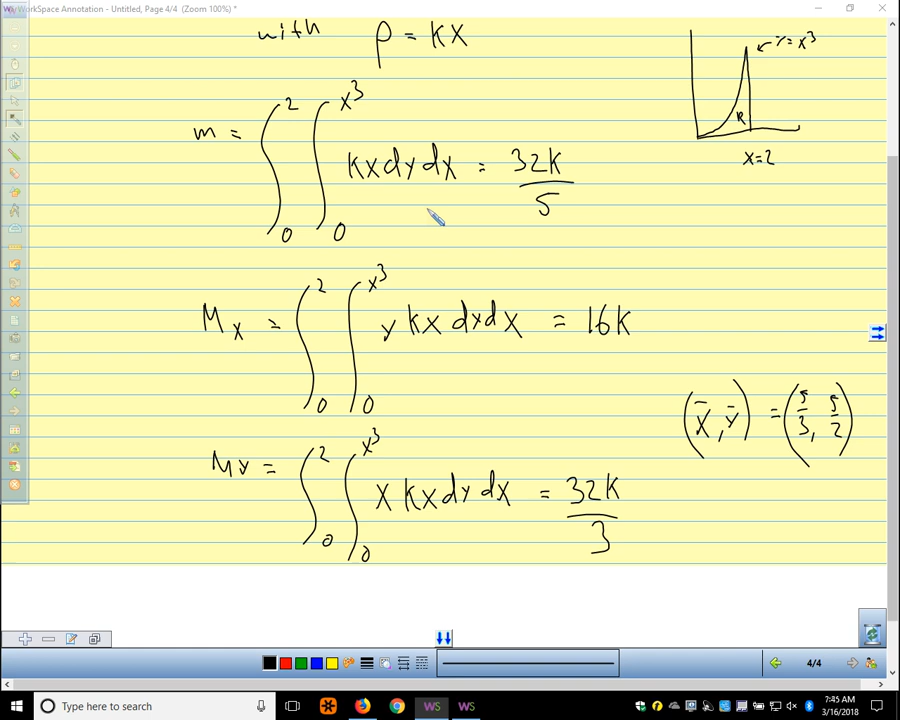 WorkSpace Annotation - Untitled, Page 4/4 (Zoom 100%) *
with ρ = kx
y = x³
R
x=2
m = ∫₀² ∫₀^x³ kx dy dx = 32k/5
Mx = ∫₀² ∫₀^x³ y kx dy dx = 16k
(x̄, ȳ) = (5/3, 5/2)
My = ∫₀² ∫₀^x³ x kx dy dx = 32k/3
4/4
Type here to search
WS
WS
7:45 AM
3/16/2018